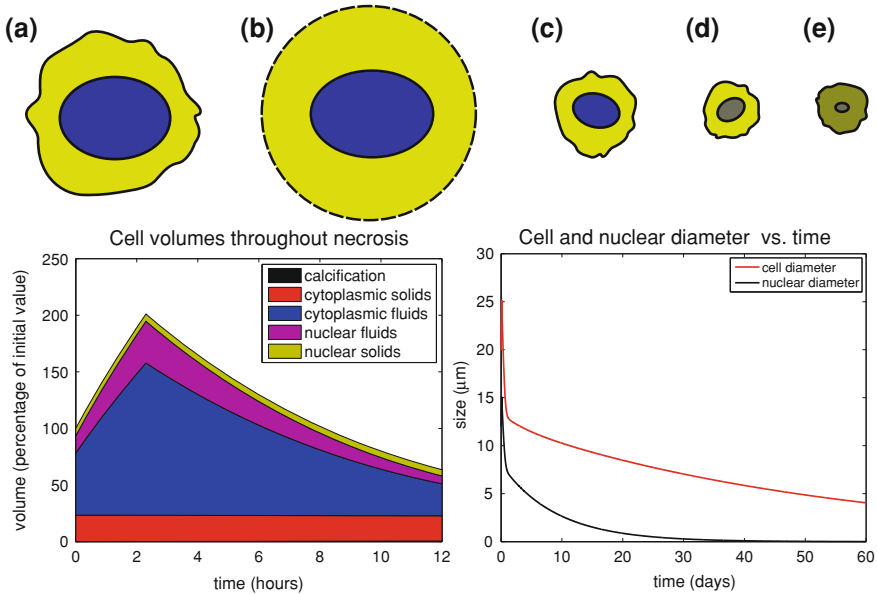 (a)
(b)
(c)
(d)
(e)
Cell volumes throughout necrosis
250
200
150
100
50
0
volume (percentage of initial value)
calcification
cytoplasmic solids
cytoplasmic fluids
nuclear fluids
nuclear solids
0 2 4 6 8 10 12
time (hours)
Cell and nuclear diameter vs. time
30
25
20
15
10
5
0
size (μm)
cell diameter
nuclear diameter
0 10 20 30 40 50 60
time (days)